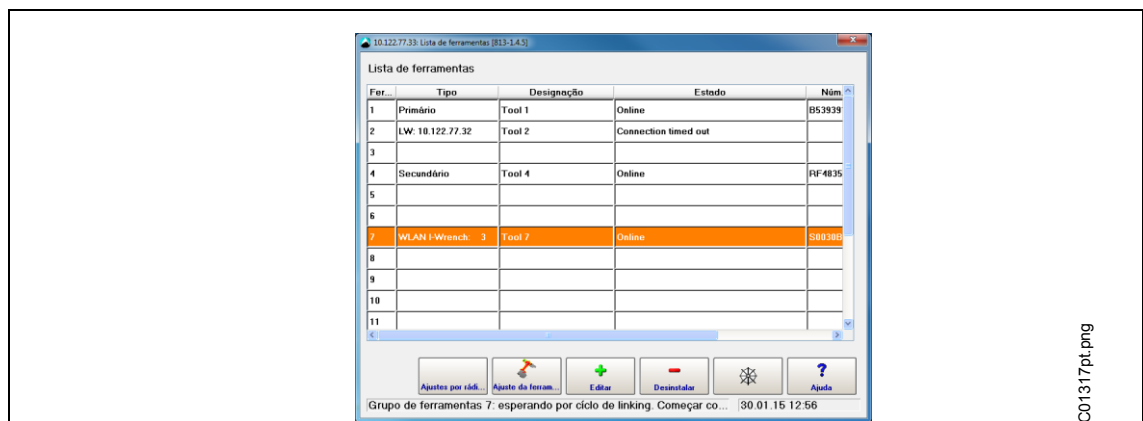 10.122.77.33: Lista de ferramentas [813-1.4.5]
Lista de ferramentas
Fer... Tipo Designação Estado Núm
1 Primário Tool 1 Online B53939
2 LW: 10.122.77.32 Tool 2 Connection timed out
3
4 Secundário Tool 4 Online RF4835
5
6
7 WLAN I-Wrench: 3 Tool 7 Online S0030B
8
9
10
11
Ajustes por rádi... Ajuste da ferram... Editar Desinstalar ? Ajuda
Grupo de ferramentas 7: esperando por cíclo de linking. Começar co... 30.01.15 12:56
C01317pt.png